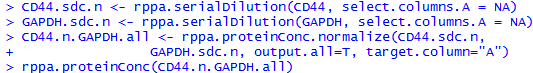 > CD44.sdc.n <- rppa.serialDilution(CD44, select.columns.A = NA)
> GAPDH.sdc.n <- rppa.serialDilution(GAPDH, select.columns.A = NA)
> CD44.n.GAPDH.all <- rppa.proteinConc.normalize(CD44.sdc.n,
+                    GAPDH.sdc.n, output.all=T, target.column="A")
> rppa.proteinConc(CD44.n.GAPDH.all)